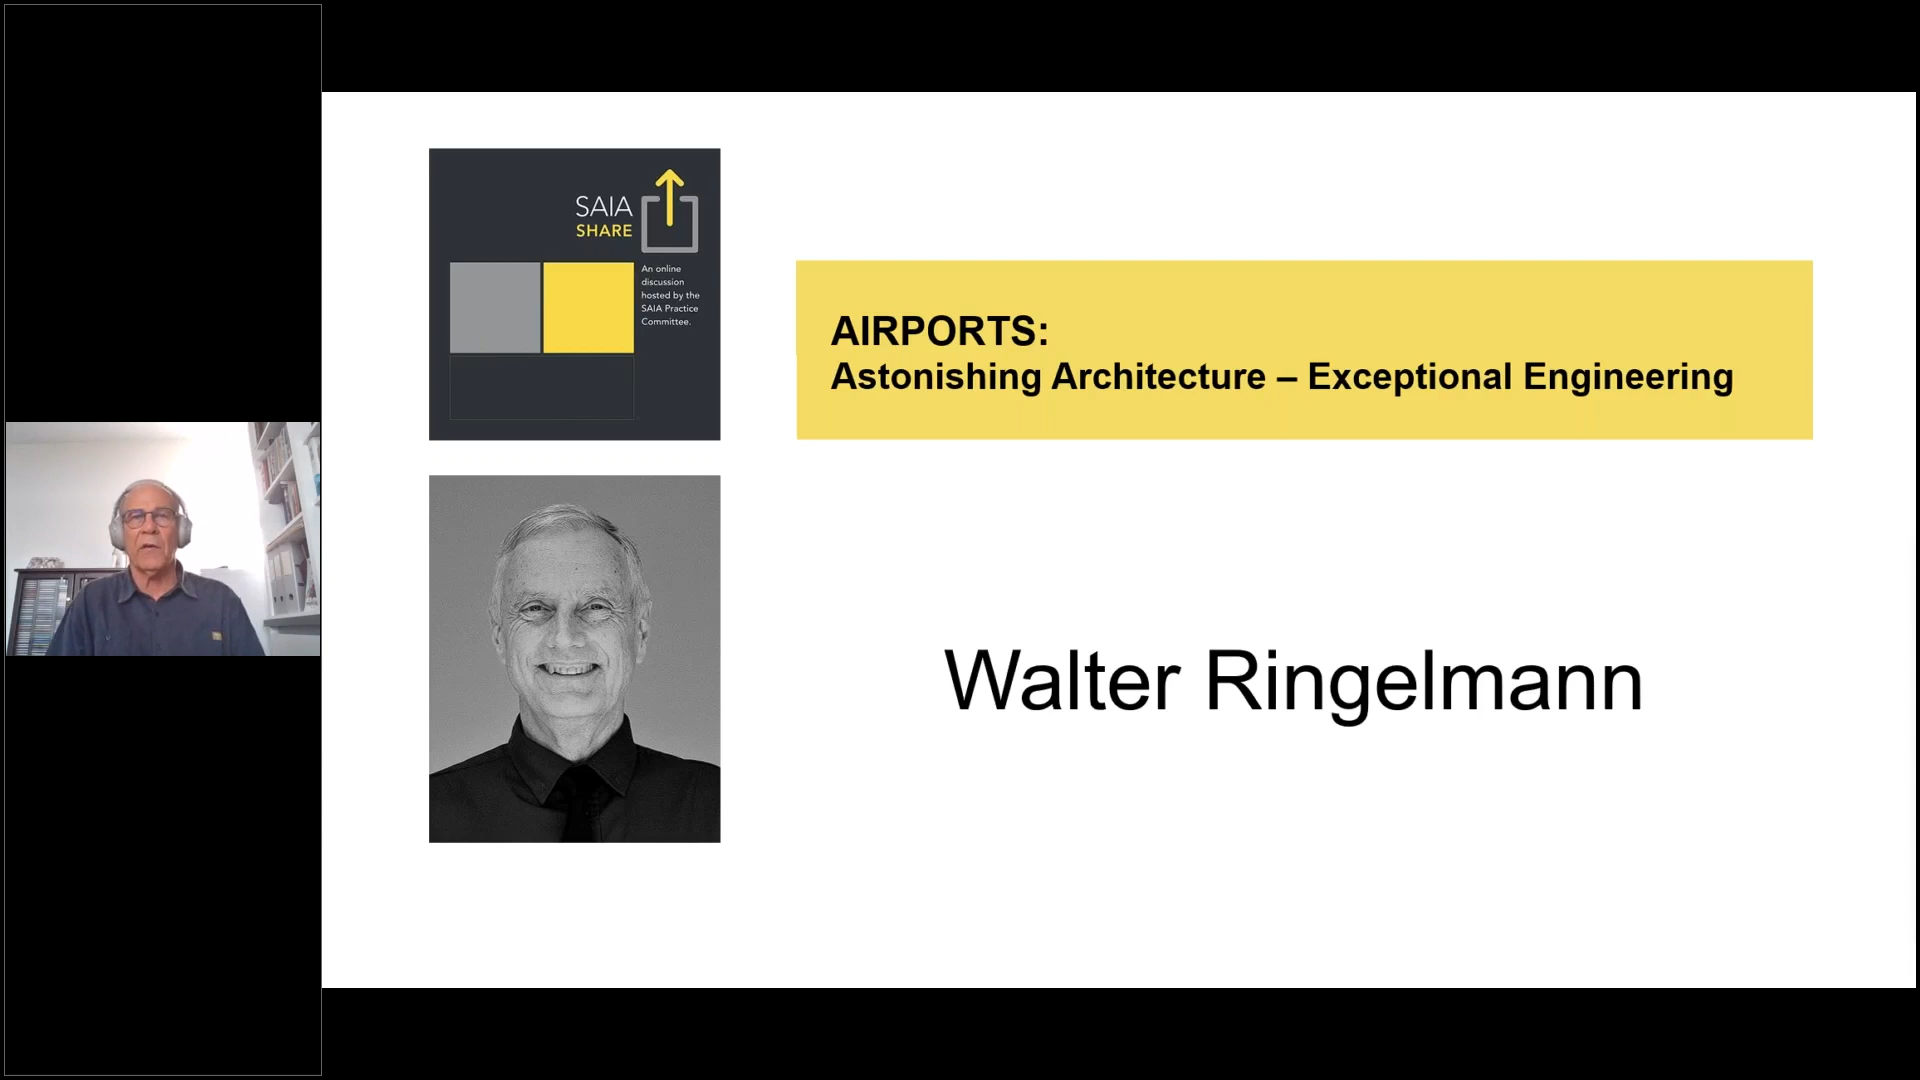 SAIA
SHARE
An online
discussion
hosted by the
SAIA Practice
Committee.
AIRPORTS:
Astonishing Architecture – Exceptional Engineering
Walter Ringelmann